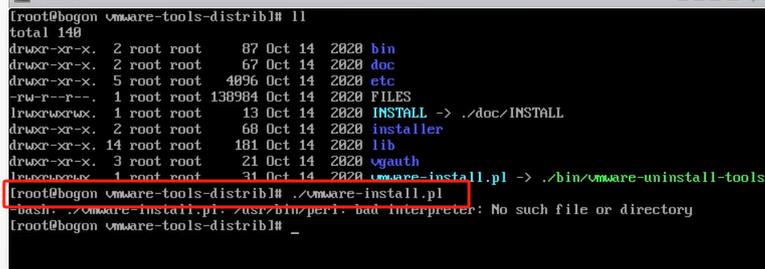 [root@bogon vmware-tools-distrib]# ll
total 140
drwxr-xr-x. 2 root root 87 Oct 14 2020 bin
drwxr-xr-x. 2 root root 67 Oct 14 2020 doc
drwxr-xr-x. 5 root root 4096 Oct 14 2020 etc
-rw-r--r--. 1 root root 138984 Oct 14 2020 FILES
lrwxrwxrwx. 1 root root 13 Oct 14 2020 INSTALL -> ./doc/INSTALL
drwxr-xr-x. 2 root root 68 Oct 14 2020 installer
drwxr-xr-x. 14 root root 181 Oct 14 2020 lib
drwxr-xr-x. 3 root root 21 Oct 14 2020 vgauth
lrwxrwxrwx. 1 root root 31 Oct 14 2020 vmware-install.pl -> ./bin/vmware-uninstall-tools
[root@bogon vmware-tools-distrib]# ./vmware-install.pl
-bash: ./vmware-install.pl: /usr/bin/perl: bad interpreter: No such file or directory
[root@bogon vmware-tools-distrib]# _